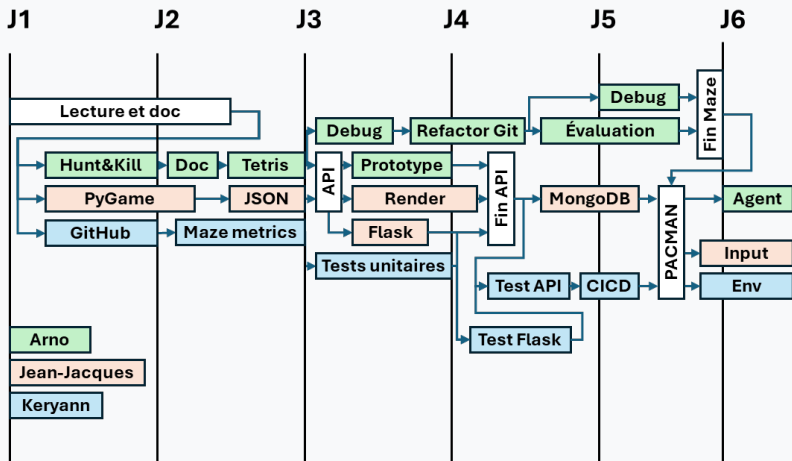 J1 J2 J3 J4 J5 J6
Lecture et doc
Debug
Fin Maze
Debug Refactor Git Évaluation
Hunt&Kill Doc Tetris API Prototype Fin API
PyGame JSON Render MongoDB PACMAN Agent
GitHub Maze metrics Flask
Input
Tests unitaires
Test API CICD Env
Arno Test Flask
Jean-Jacques
Keryann